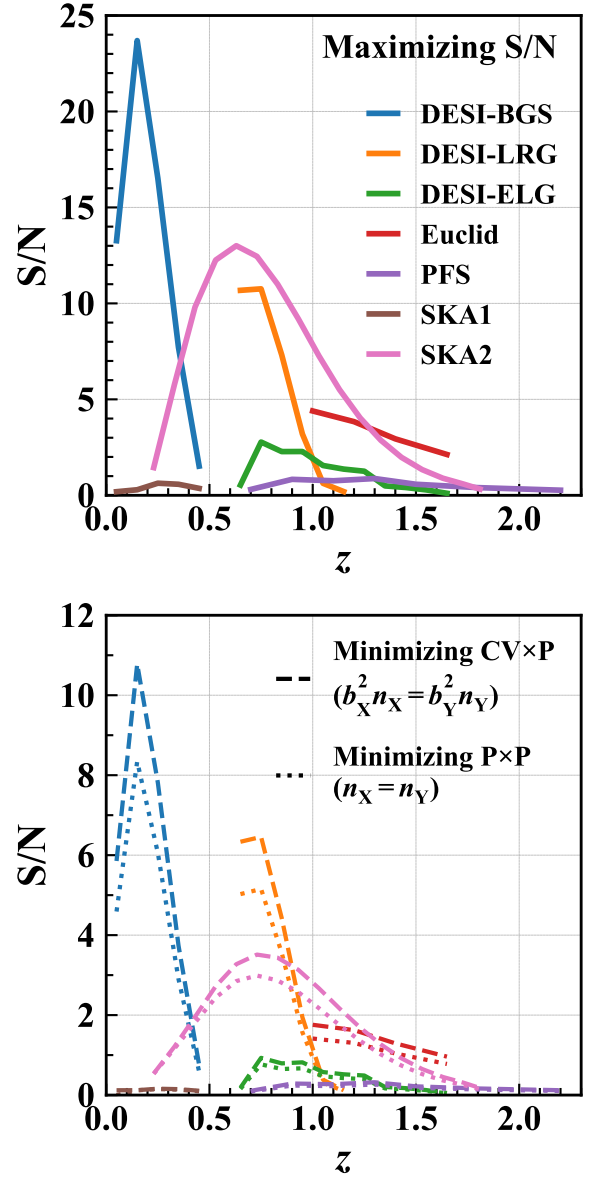 Maximizing S/N
DESI-BGS
DESI-LRG
DESI-ELG
Euclid
PFS
SKA1
SKA2
S/N
25
20
15
10
5
0
0.0 0.5 1.0 1.5 2.0
z
Minimizing CV×P
(b²_X n_X = b²_Y n_Y)
Minimizing P×P
(n_X = n_Y)
S/N
12
10
8
6
4
2
0
0.0 0.5 1.0 1.5 2.0
z